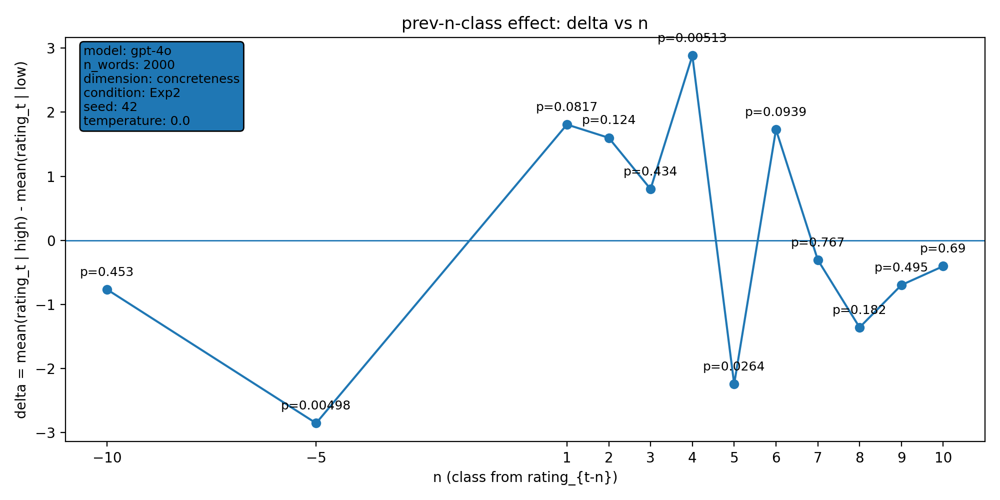 prev-n-class effect: delta vs n
model: gpt-4o
n_words: 2000
dimension: concreteness
condition: Exp2
seed: 42
temperature: 0.0
delta = mean(rating_t | high) - mean(rating_t | low)
3
2
1
0
−1
−2
−3
p=0.453
p=0.00498
p=0.0817
p=0.124
p=0.434
p=0.00513
p=0.0264
p=0.0939
p=0.767
p=0.182
p=0.495
p=0.69
−10 −5 1 2 3 4 5 6 7 8 9 10
n (class from rating_{t-n})